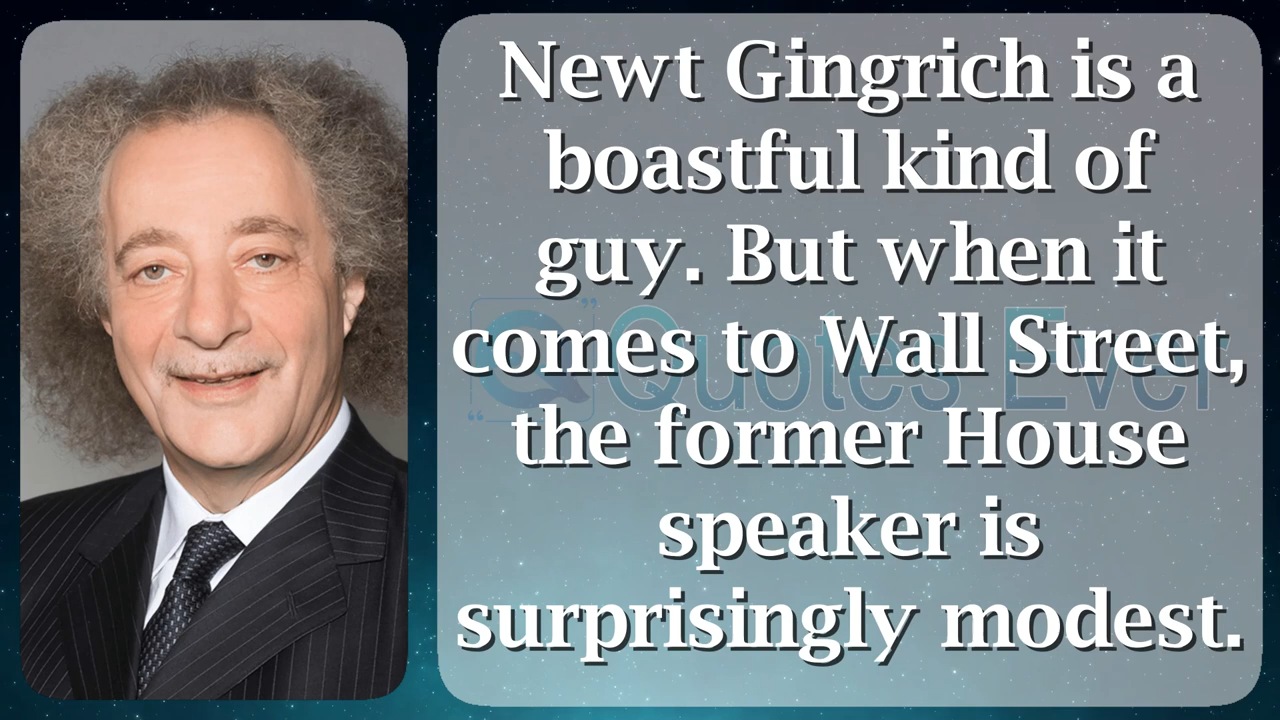 Newt Gingrich is a
boastful kind of
guy. But when it
comes to Wall Street,
the former House
speaker is
surprisingly modest.
Quotes Ever